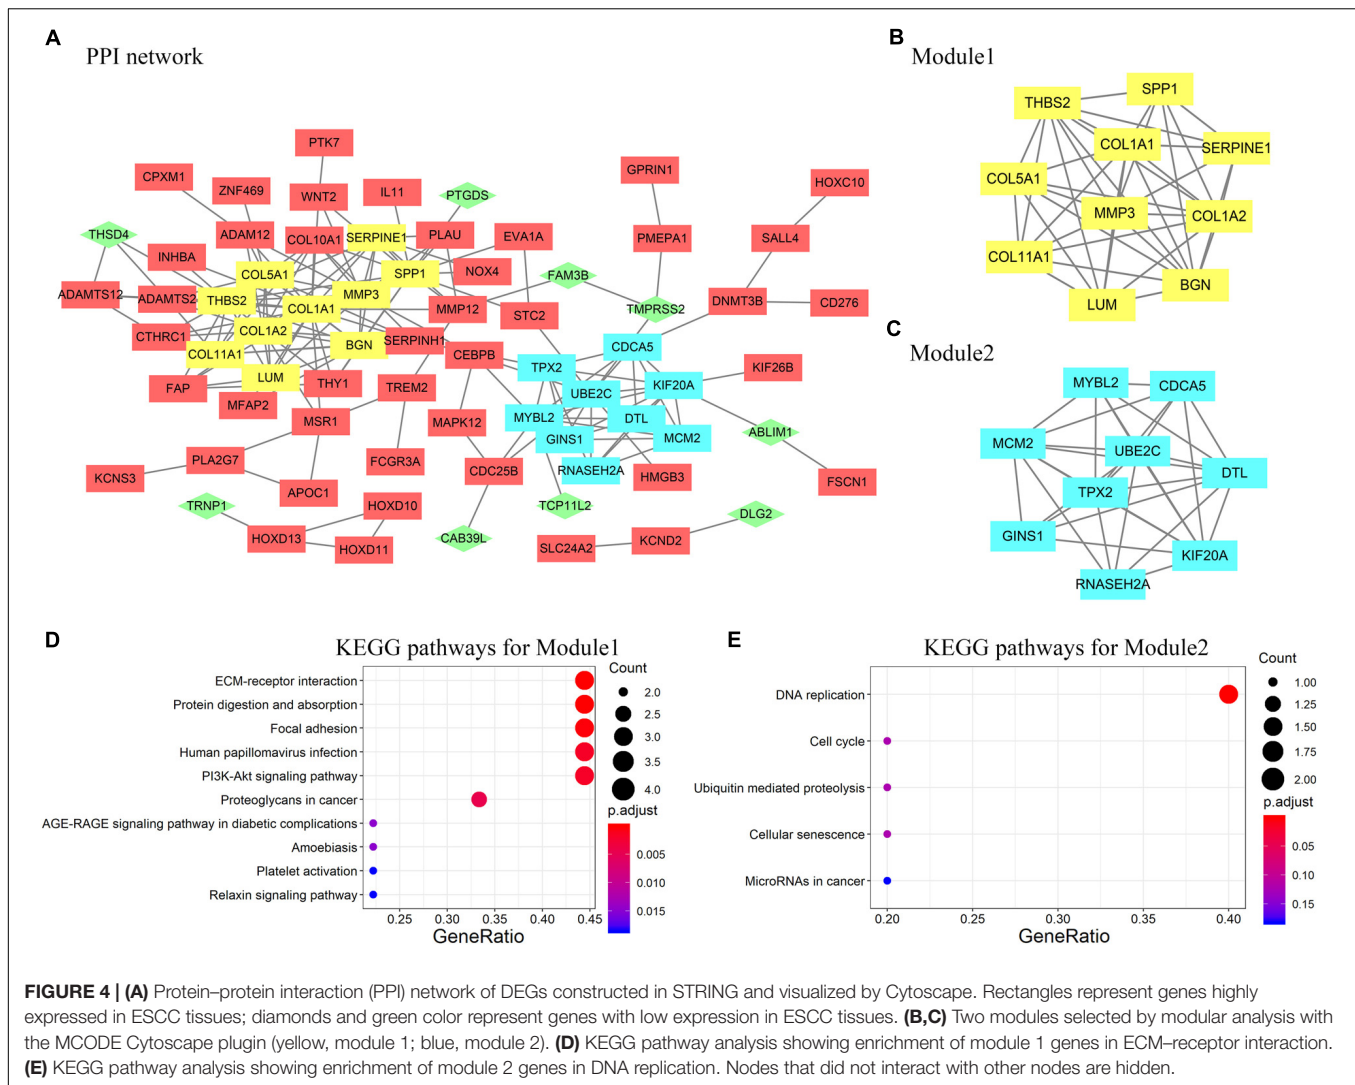 A
PPI network
PTK7
CPXM1
ZNF469
WNT2
IL11
PTGDS
GPRIN1
HOXC10
THSD4
ADAM12
COL10A1
SERPINE1
PLAU
EVA1A
PMEPA1
SALL4
INHBA
COL5A1
SPP1
NOX4
FAM3B
ADAMTS12
ADAMTS2
THBS2
MMP3
COL1A1
MMP12
STC2
TMPRSS2
DNMT3B
CD276
CTHRC1
COL1A2
COL11A1
BGN
SERPINH1
CEBPB
CDCA5
TPX2
KIF26B
FAP
LUM
THY1
TREM2
UBE2C
KIF20A
MFAP2
MSR1
MAPK12
MYBL2
DTL
GINS1
MCM2
ABLIM1
KCNS3
PLA2G7
FCGR3A
CDC25B
RNASEH2A
HMGB3
FSCN1
APOC1
TRNP1
HOXD10
TCP11L2
DLG2
HOXD13
HOXD11
CAB39L
SLC24A2
KCND2
B
Module1
SPP1
THBS2
COL1A1
SERPINE1
COL5A1
MMP3
COL1A2
COL11A1
BGN
LUM
C
Module2
MYBL2
CDCA5
MCM2
UBE2C
DTL
TPX2
GINS1
KIF20A
RNASEH2A
D
KEGG pathways for Module1
ECM-receptor interaction
Protein digestion and absorption
Focal adhesion
Human papillomavirus infection
PI3K-Akt signaling pathway
Proteoglycans in cancer
AGE-RAGE signaling pathway in diabetic complications
Amoebiasis
Platelet activation
Relaxin signaling pathway
0.25 0.30 0.35 0.40 0.45
GeneRatio
Count
2.0
2.5
3.0
3.5
4.0
p.adjust
0.005
0.010
0.015
E
KEGG pathways for Module2
DNA replication
Cell cycle
Ubiquitin mediated proteolysis
Cellular senescence
MicroRNAs in cancer
0.20 0.25 0.30 0.35 0.40
GeneRatio
Count
1.00
1.25
1.50
1.75
2.00
p.adjust
0.05
0.10
0.15
FIGURE 4 | (A) Protein–protein interaction (PPI) network of DEGs constructed in STRING and visualized by Cytoscape. Rectangles represent genes highly
expressed in ESCC tissues; diamonds and green color represent genes with low expression in ESCC tissues. (B,C) Two modules selected by modular analysis with
the MCODE Cytoscape plugin (yellow, module 1; blue, module 2). (D) KEGG pathway analysis showing enrichment of module 1 genes in ECM–receptor interaction.
(E) KEGG pathway analysis showing enrichment of module 2 genes in DNA replication. Nodes that did not interact with other nodes are hidden.